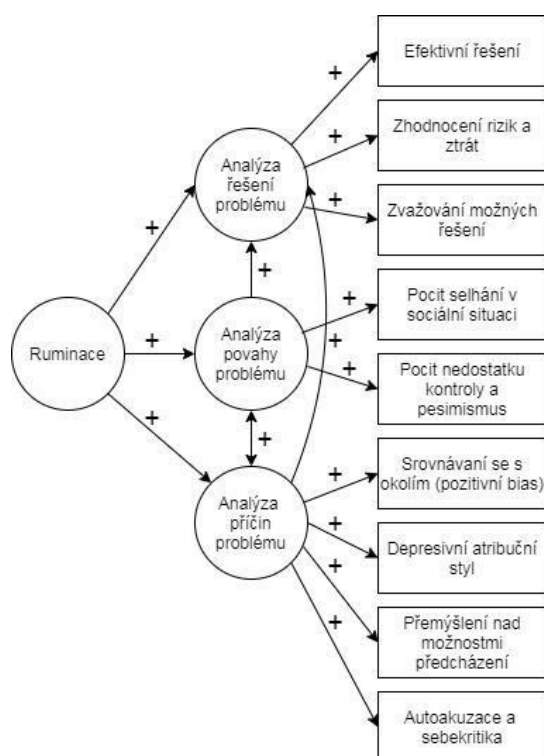 Efektivní řešení
+
Zhodnocení rizik a
ztrát
+
Analýza
řešení
problému
+
Zvažování možných
řešení
+
+
Pocit selhání v
sociální situaci
+
Ruminace
+
Analýza
povahy
problému
+
+
Pocit nedostatku
kontroly a
pesimismus
+
+
+
Srovnávaní se s
okolím (pozitivní bias)
+
Analýza
příčin
problému
+
Depresivní atribuční
styl
+
Přemýšlení nad
možnostmi
předcházení
+
Autoakuzace a
sebekritika